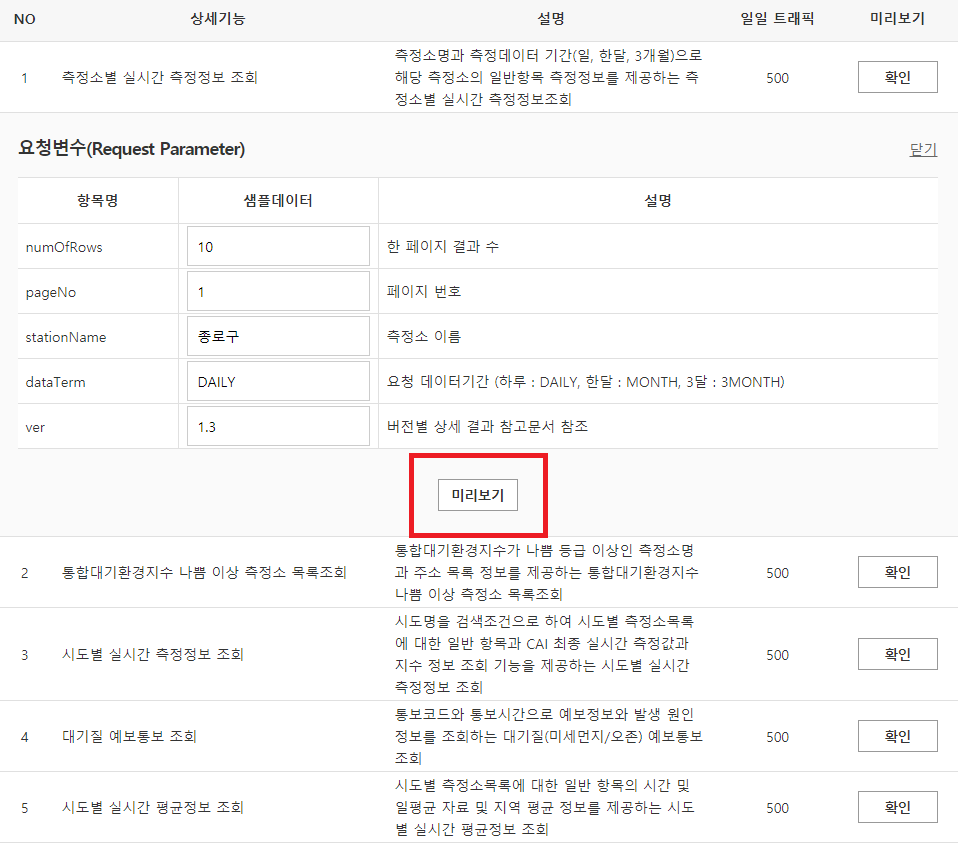 NO 상세기능 설명 일일 트래픽 미리보기
측정소명과 측정데이터 기간(일, 한달, 3개월)으로
1 측정소별 실시간 측정정보 조회 해당 측정소의 일반항목 측정정보를 제공하는 측 500 확인
정소별 실시간 측정정보조회
요청변수(Request Parameter) 닫기
항목명 샘플데이터 설명
numOfRows 10 한 페이지 결과 수
pageNo 1 페이지 번호
stationName 종로구 측정소 이름
dataTerm DAILY 요청 데이터기간 (하루 : DAILY, 한달 : MONTH, 3달 : 3MONTH)
ver 1.3 버전별 상세 결과 참고문서 참조
미리보기
통합대기환경지수가 나쁨 등급 이상인 측정소명
2 통합대기환경지수 나쁨 이상 측정소 목록조회 과 주소 목록 정보를 제공하는 통합대기환경지수 500 확인
나쁨 이상 측정소 목록조회
시도명을 검색조건으로 하여 시도별 측정소목록
에 대한 일반 항목과 CAI 최종 실시간 측정값과
3 시도별 실시간 측정정보 조회 500 확인
지수 정보 조회 기능을 제공하는 시도별 실시간
측정정보 조회
통보코드와 통보시간으로 예보정보와 발생 원인
4 대기질 예보통보 조회 정보를 조회하는 대기질(미세먼지/오존) 예보통보 500 확인
조회
시도별 측정소목록에 대한 일반 항목의 시간 및
5 시도별 실시간 평균정보 조회 일평균 자료 및 지역 평균 정보를 제공하는 시도 500 확인
별 실시간 평균정보 조회